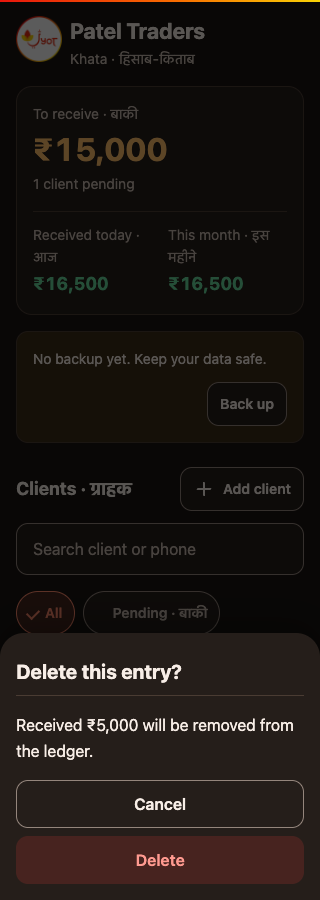 Jyot
Patel Traders
Khata · हिसाब-किताब
To receive · बाकी
₹15,000
1 client pending
Received today · आज
₹16,500
This month · इस महीने
₹16,500
No backup yet. Keep your data safe.
Back up
Clients · ग्राहक
Add client
Search client or phone
All
Pending · बाकी
Delete this entry?
Received ₹5,000 will be removed from
the ledger.
Cancel
Delete